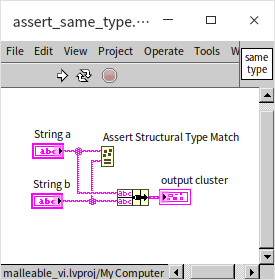 assert_same_type.
File Edit View Project Operate Tools W
same
type
String a
abc
Assert Structural Type Match
String b
abc
abc
abc
output cluster
malleable_vi.lvproj/My Computer